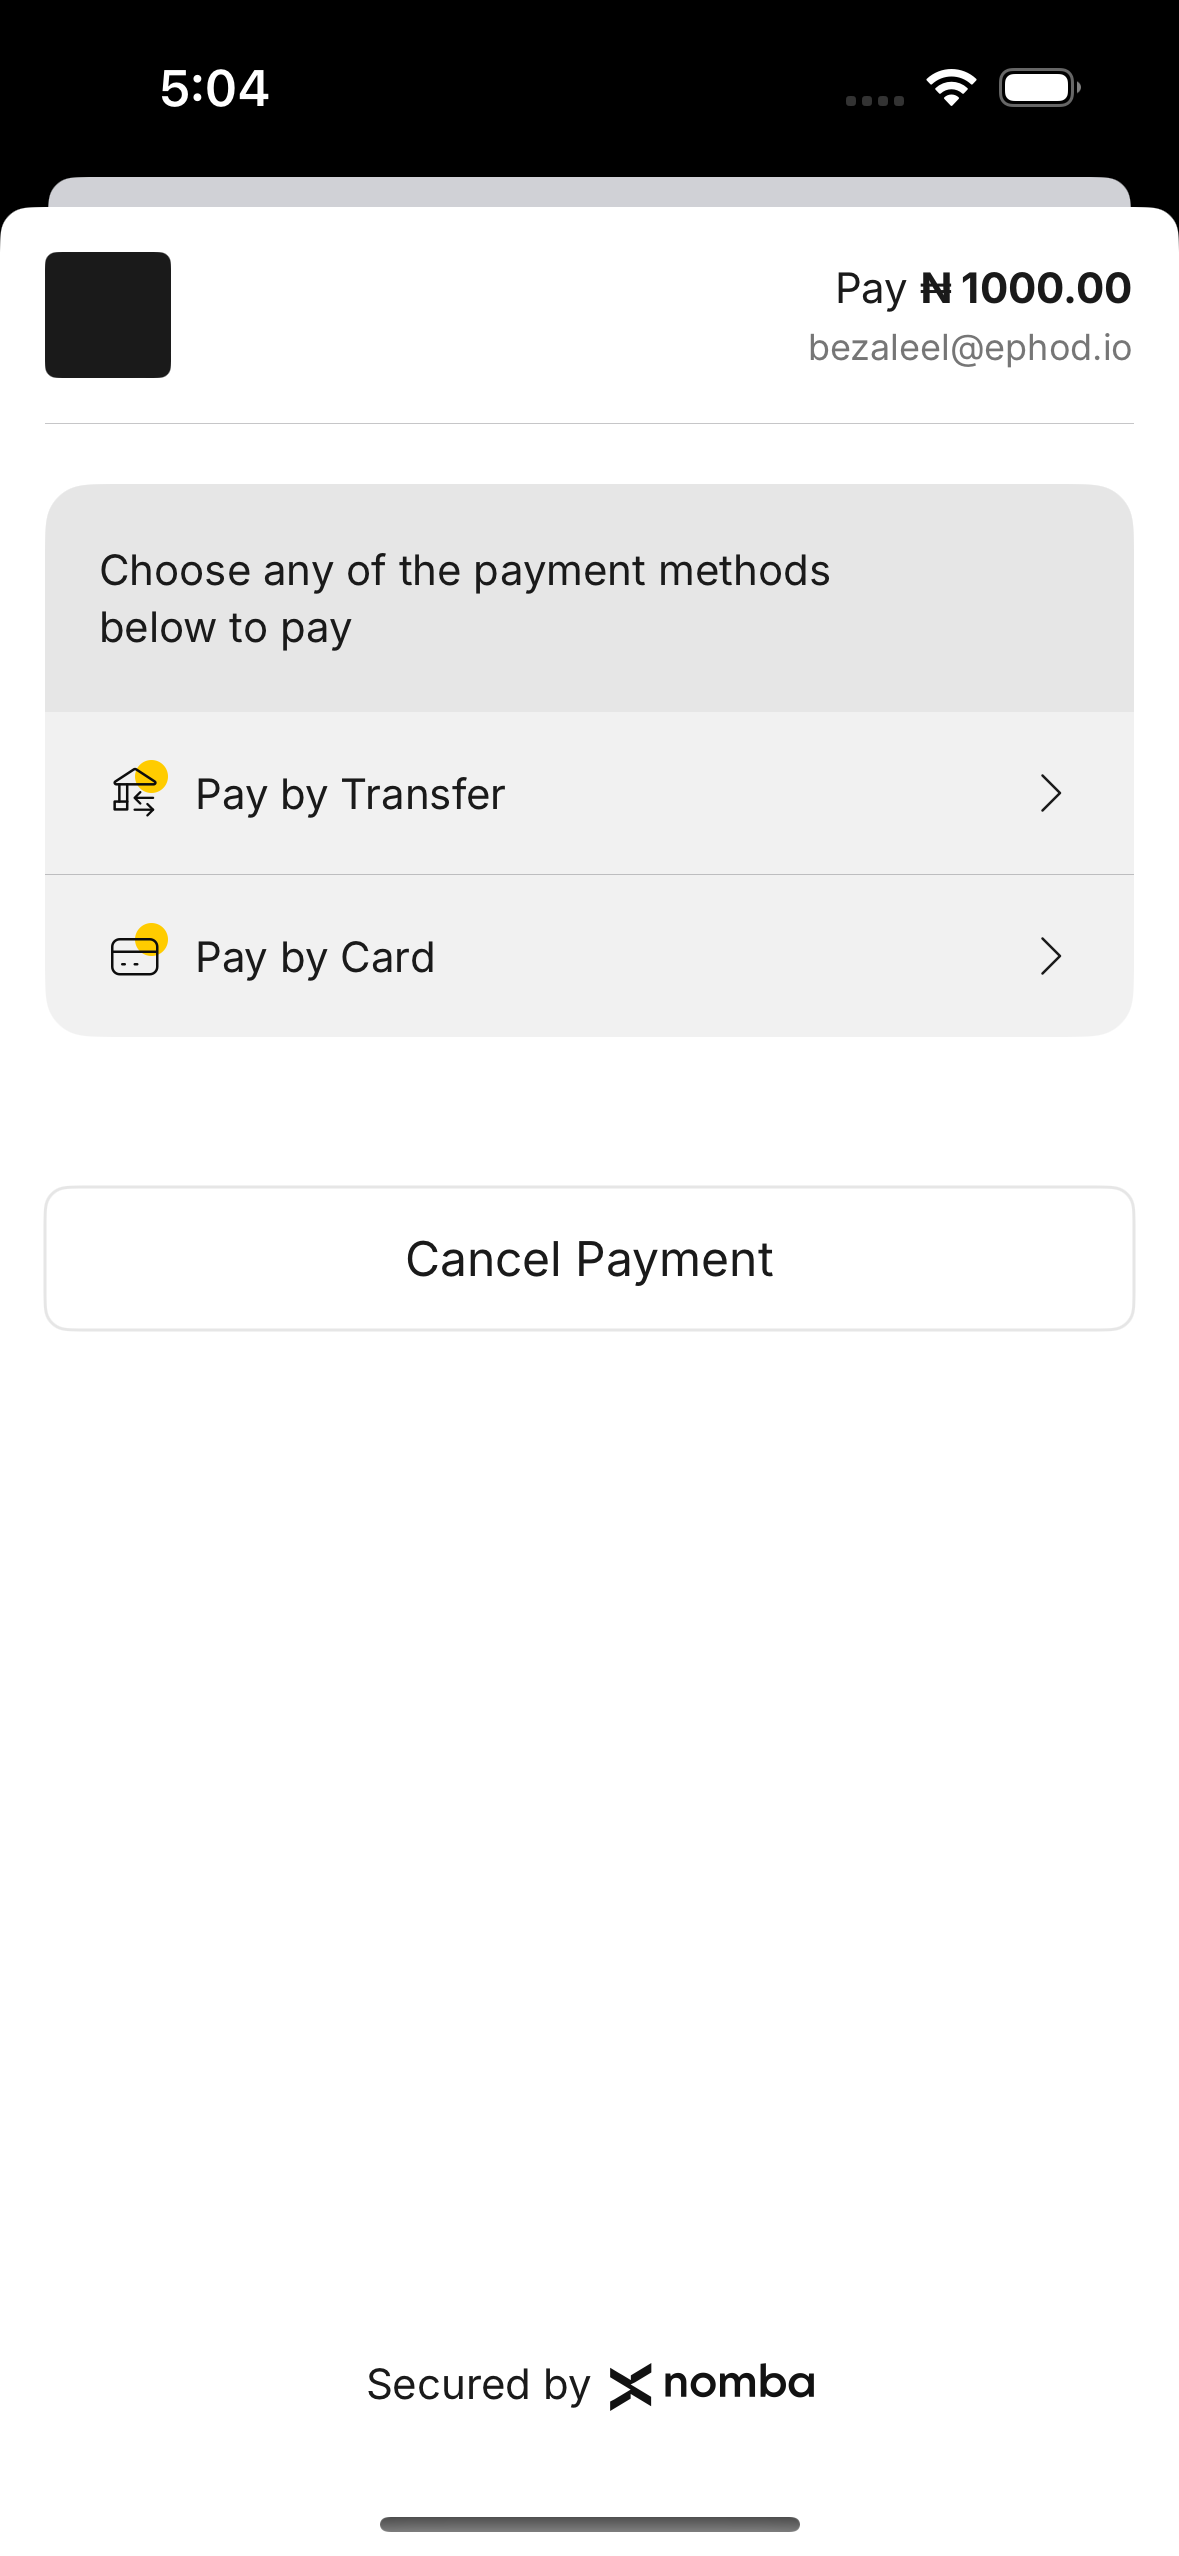 5:04
Pay ₦ 1000.00
bezaleel@ephod.io
Choose any of the payment methods
below to pay
Pay by Transfer
Pay by Card
Cancel Payment
Secured by nomba